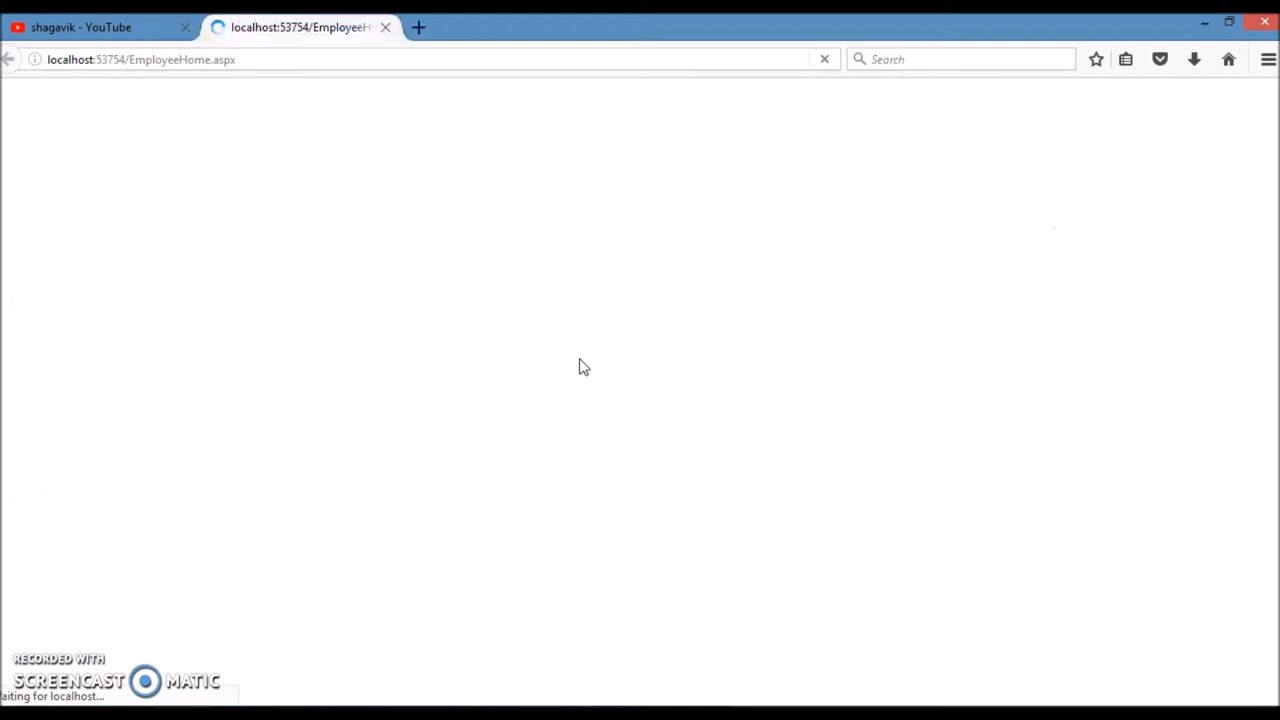 shagavik - YouTube
localhost:53754/EmployeeH
localhost:53754/EmployeeHome.aspx
Search
RECORDED WITH
SCREENCAST MATIC
aiting for localhost...